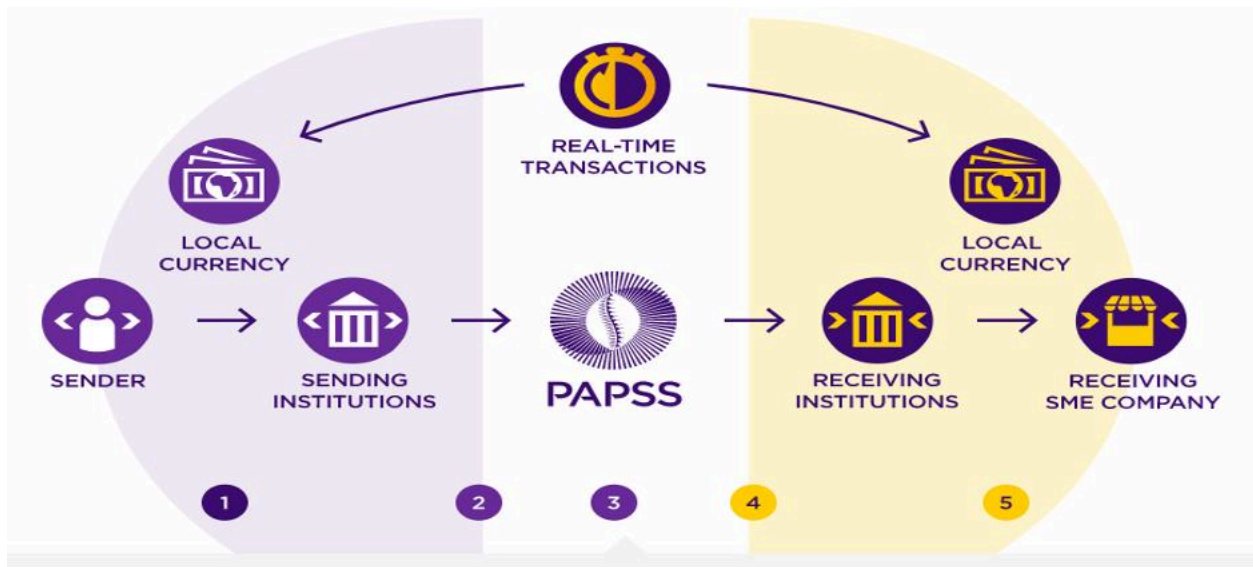 REAL-TIME
TRANSACTIONS
LOCAL
CURRENCY
LOCAL
CURRENCY
SENDER
SENDING
INSTITUTIONS
PAPSS
RECEIVING
INSTITUTIONS
RECEIVING
SME COMPANY
1
2
3
4
5